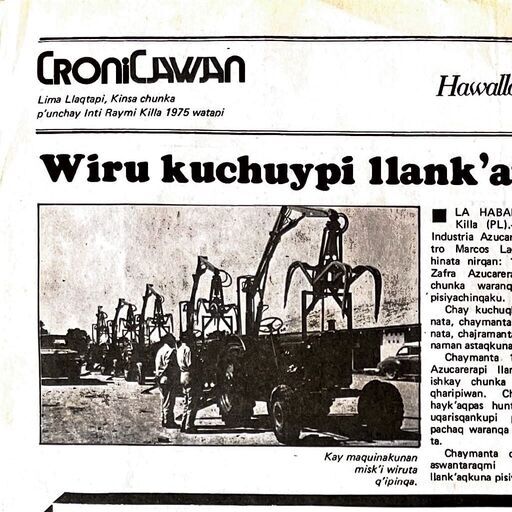 CRONICAWAN
Lima Llaqtapi, Kinsa chunka
p'unchay Inti Raymi Killa 1975 watapi
Wiru kuchuypi llank'a
LA HABA
Killa (PL).-
Industria Azucar
tro Marcos La
hinata nirqan:
Zafra Azucarera
chunka waranq
pisiyachinqaku.
Chay kuchuq
nata, chaymanta
nata, chajramant
naman astaqkuna
Chaymanta
Azucarerapi llan
ishkay chunka
qharipiwan. Ch
hayk'aqpas hunt
uqarisqankupi
pachaq waranqa
ta.
Chaymanta
aswantaraqmi
llank'aqkuna pisiy
Kay maquinakunan
misk'i wiruta
q'ipinqa.